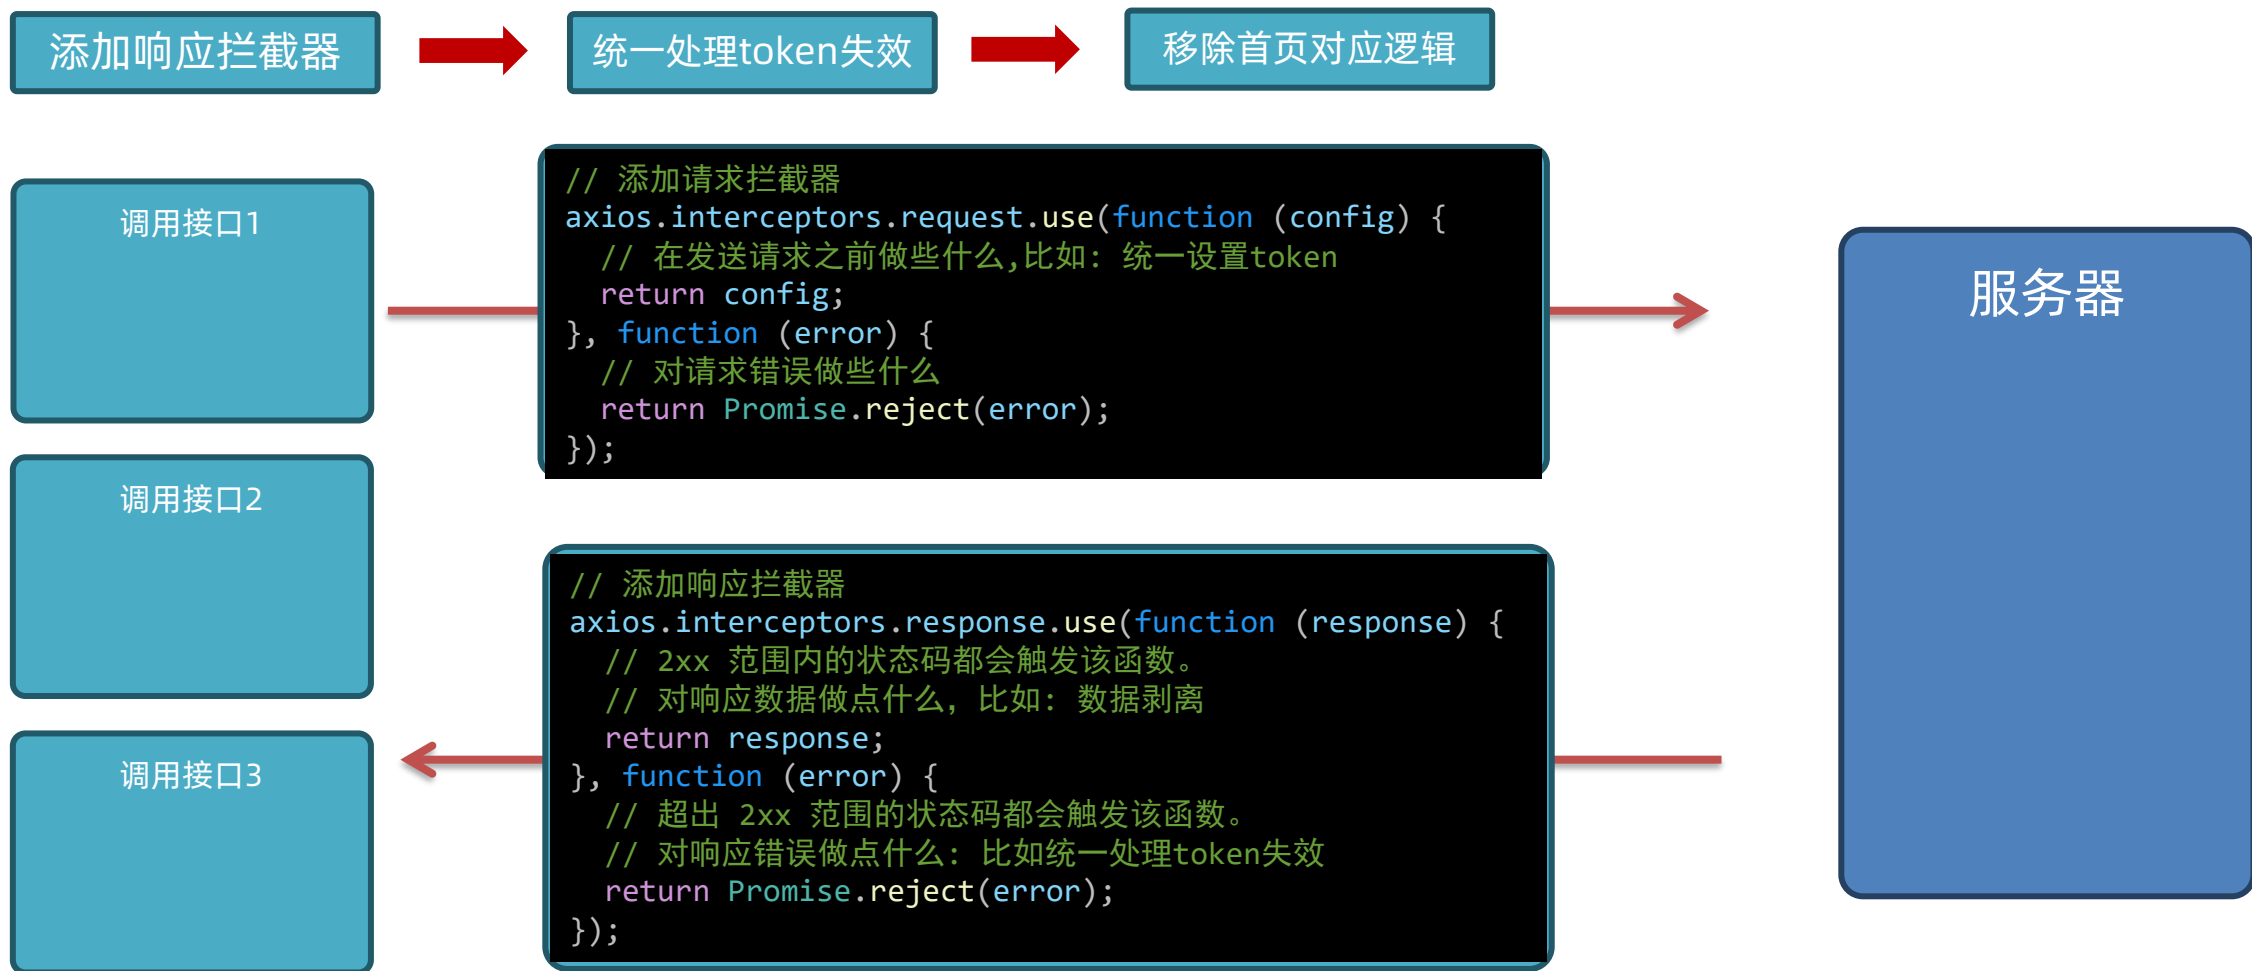 添加响应拦截器
统一处理token失效
移除首页对应逻辑
调用接口1
调用接口2
调用接口3
// 添加请求拦截器
axios.interceptors.request.use(function (config) {
  // 在发送请求之前做些什么,比如: 统一设置token
  return config;
}, function (error) {
  // 对请求错误做些什么
  return Promise.reject(error);
});
// 添加响应拦截器
axios.interceptors.response.use(function (response) {
  // 2xx 范围内的状态码都会触发该函数。
  // 对响应数据做点什么, 比如: 数据剥离
  return response;
}, function (error) {
  // 超出 2xx 范围的状态码都会触发该函数。
  // 对响应错误做点什么: 比如统一处理token失效
  return Promise.reject(error);
});
服务器